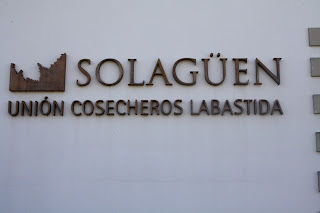 SOLAGÜEN
UNIÓN COSECHEROS LABASTIDA